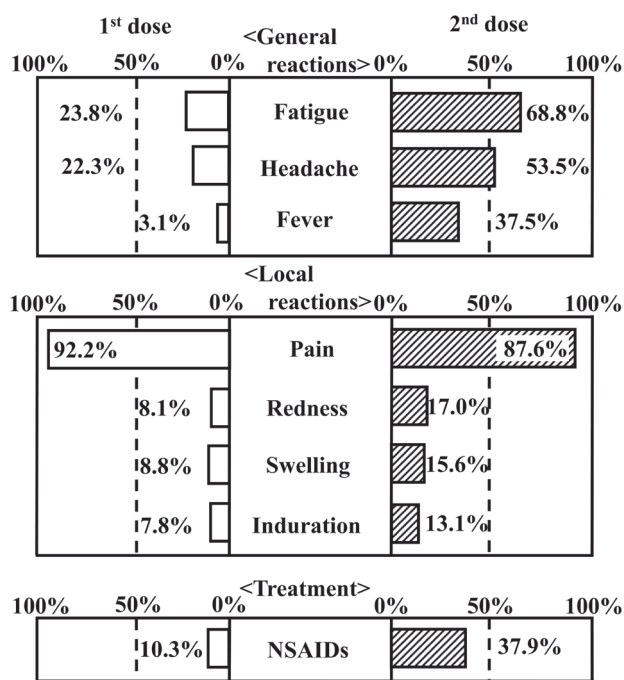 1st dose <General 2nd dose
100% 50% 0% reactions> 0% 50% 100%
23.8% Fatigue 68.8%
22.3% Headache 53.5%
3.1% Fever 37.5%
<Local
100% 50% 0% reactions> 0% 50% 100%
92.2% Pain 87.6%
8.1% Redness 17.0%
8.8% Swelling 15.6%
7.8% Induration 13.1%
<Treatment>
100% 50% 0% 0% 50% 100%
10.3% NSAIDs 37.9%